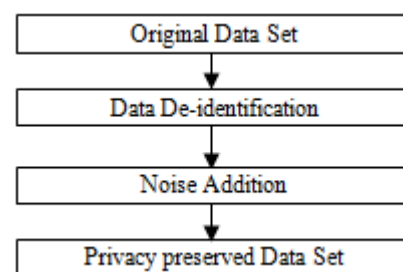 Original Data Set
Data De-identification
Noise Addition
Privacy preserved Data Set